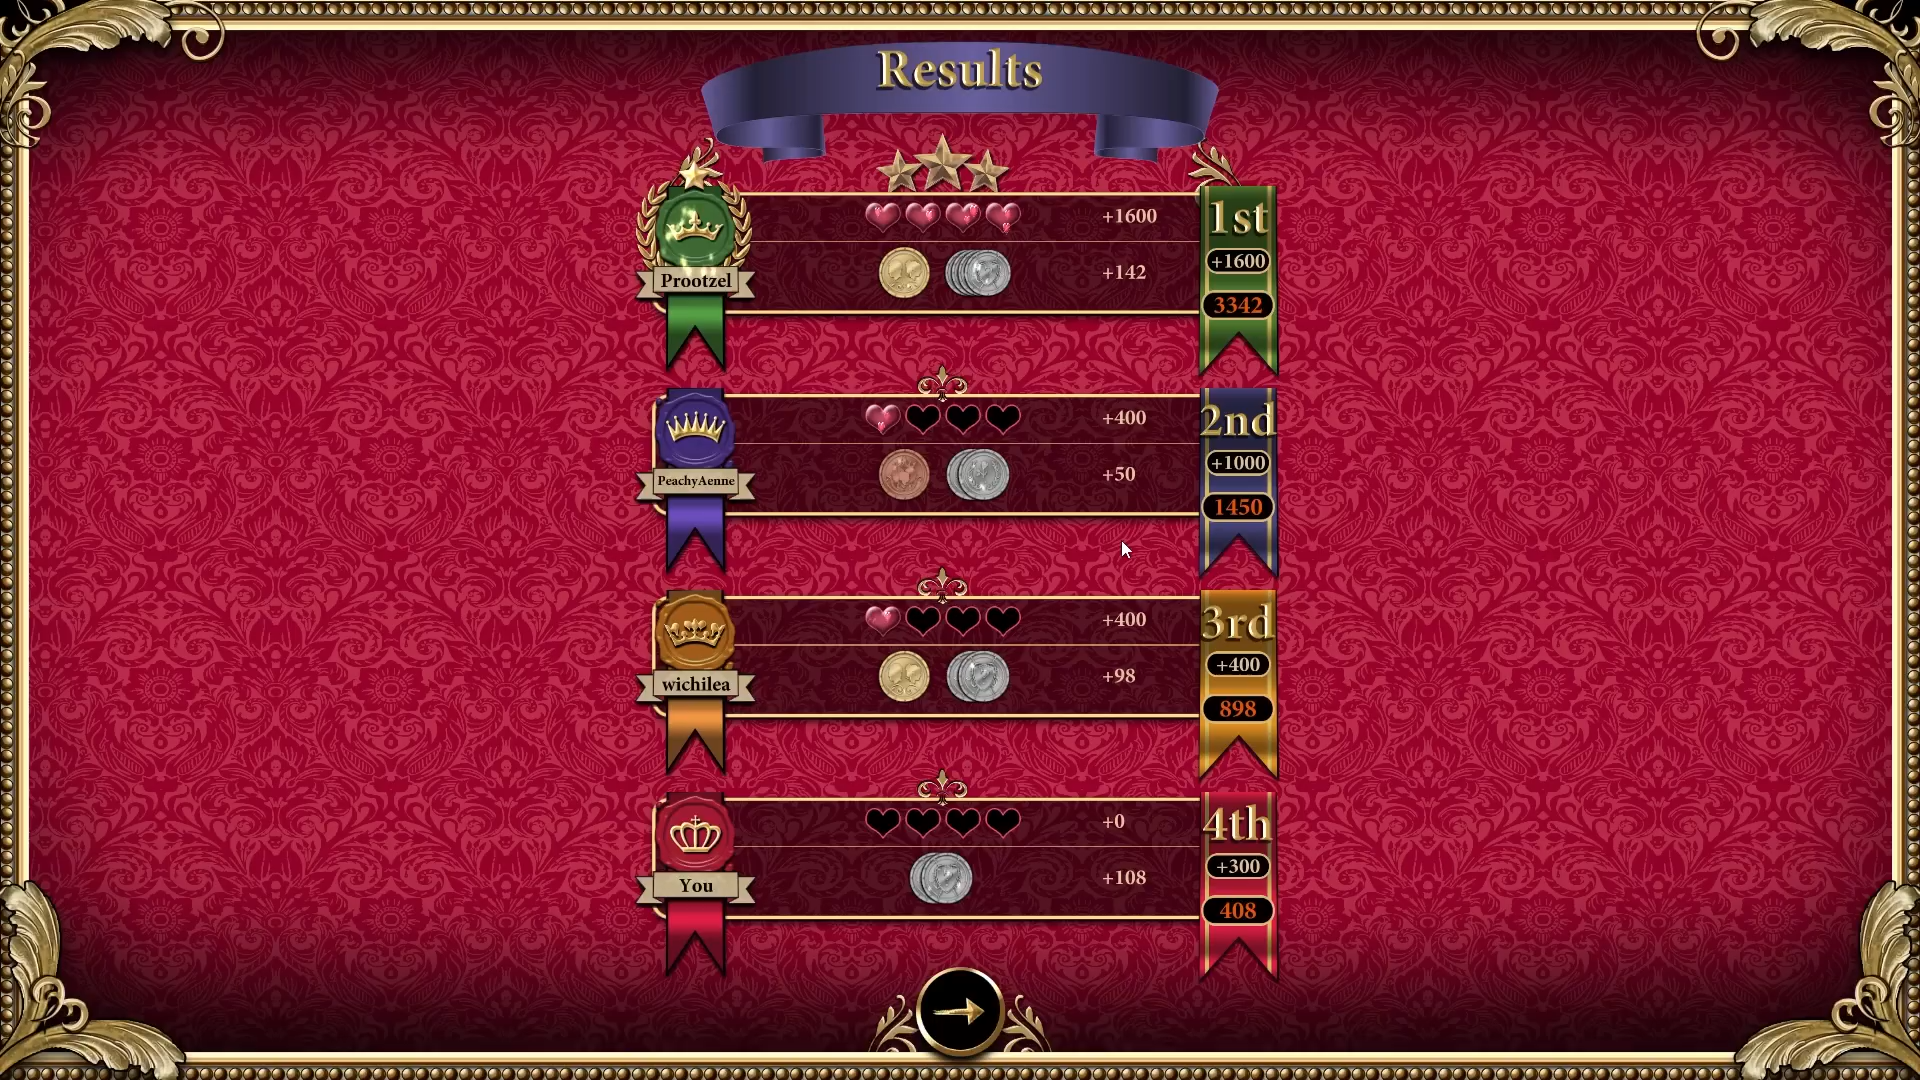 Results
Prootzel
+1600
+142
1st
+1600
3342
PeachyAenne
+400
+50
2nd
+1000
1450
wichilea
+400
+98
3rd
+400
898
You
+0
+108
4th
+300
408